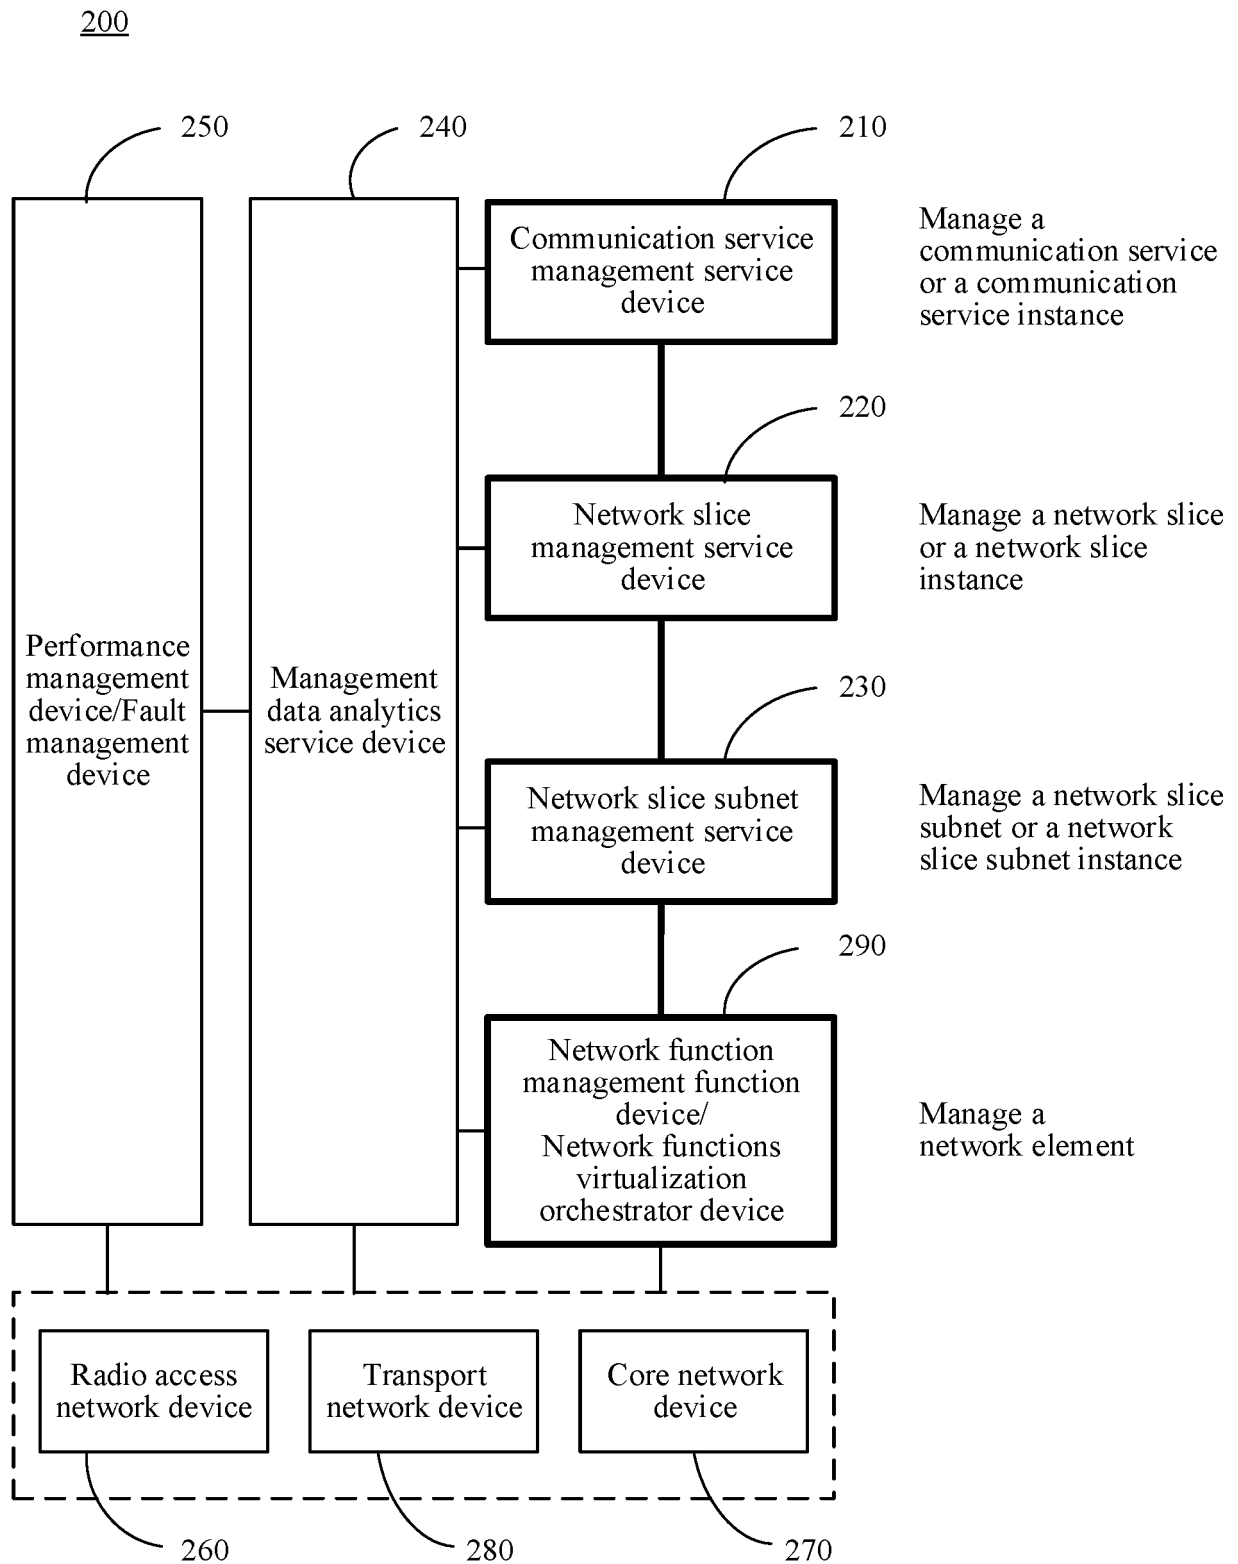 200
250
240
210
Communication service
management service
device
Manage a
communication service
or a communication
service instance
220
Network slice
management service
device
Manage a network slice
or a network slice
instance
Performance
management
device/Fault
management
device
Management
data analytics
service device
230
Network slice subnet
management service
device
Manage a network slice
subnet or a network
slice subnet instance
290
Network function
management function
device/
Network functions
virtualization
orchestrator device
Manage a
network element
Radio access
network device
Transport
network device
Core network
device
260
280
270